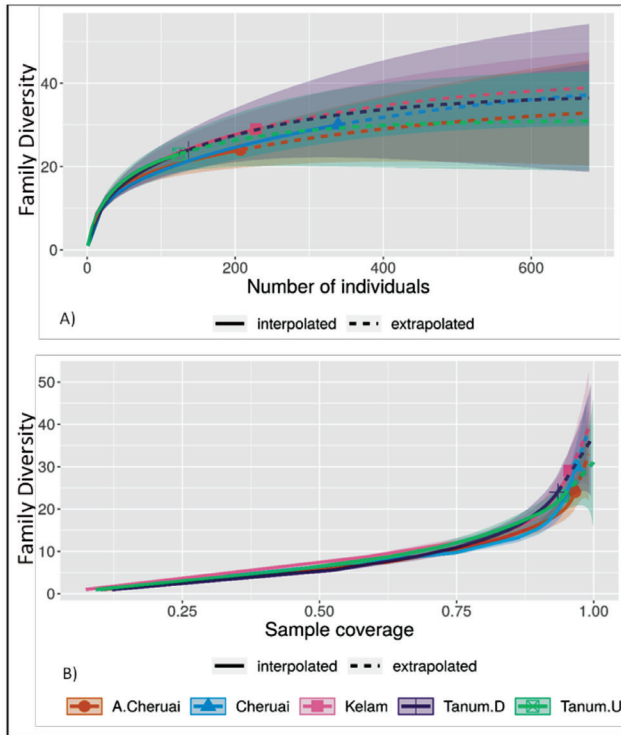 A)
Family Diversity
40
20
0
0
200
400
600
Number of individuals
interpolated extrapolated
B)
Family Diversity
50
40
30
20
10
0
0.25
0.50
0.75
1.00
Sample coverage
interpolated extrapolated
A.Cheruai Cheruai Kelam Tanum.D Tanum.U